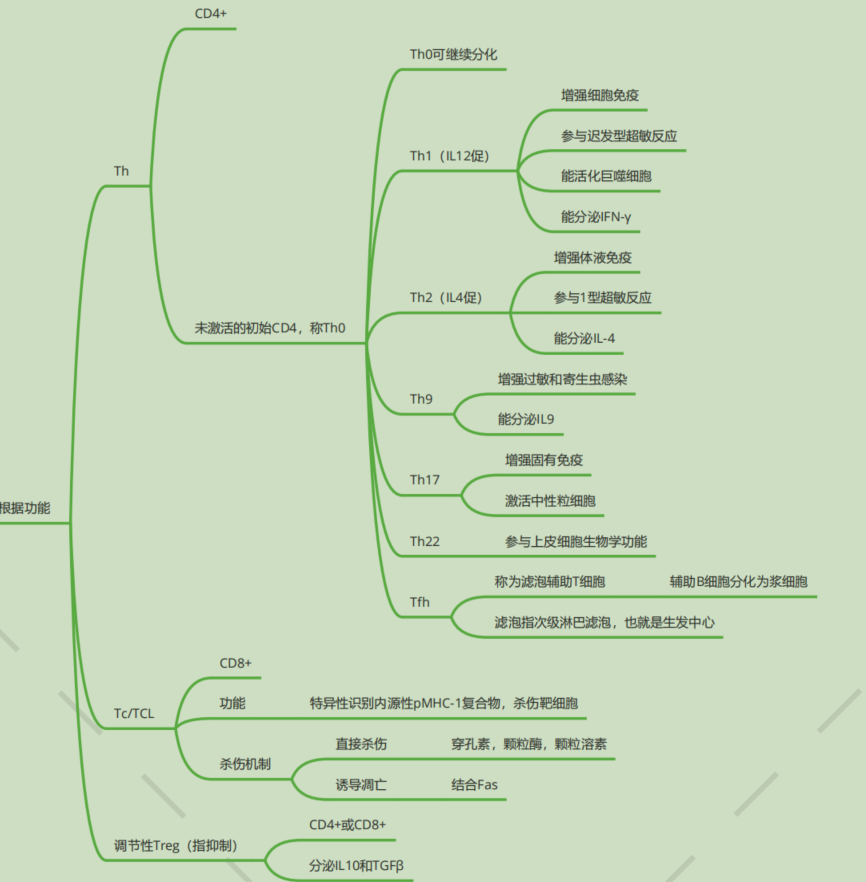 根据功能
Th
CD4+
未激活的初始CD4，称Th0
Th0可继续分化
Th1（IL12促）
增强细胞免疫
参与迟发型超敏反应
能活化巨噬细胞
能分泌IFN-γ
Th2（IL4促）
增强体液免疫
参与1型超敏反应
能分泌IL-4
Th9
增强过敏和寄生虫感染
能分泌IL9
Th17
增强固有免疫
激活中性粒细胞
Th22
参与上皮细胞生物学功能
Tfh
称为滤泡辅助T细胞
辅助B细胞分化为浆细胞
滤泡指次级淋巴滤泡，也就是生发中心
Tc/TCL
CD8+
功能
特异性识别内源性pMHC-1复合物，杀伤靶细胞
杀伤机制
直接杀伤
穿孔素，颗粒酶，颗粒溶素
诱导凋亡
结合Fas
调节性Treg（指抑制）
CD4+或CD8+
分泌IL10和TGFβ